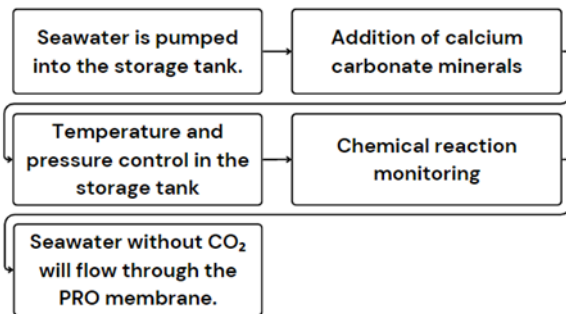 Seawater is pumped
into the storage tank.
Addition of calcium
carbonate minerals
Temperature and
pressure control in the
storage tank
Chemical reaction
monitoring
Seawater without CO₂
will flow through the
PRO membrane.